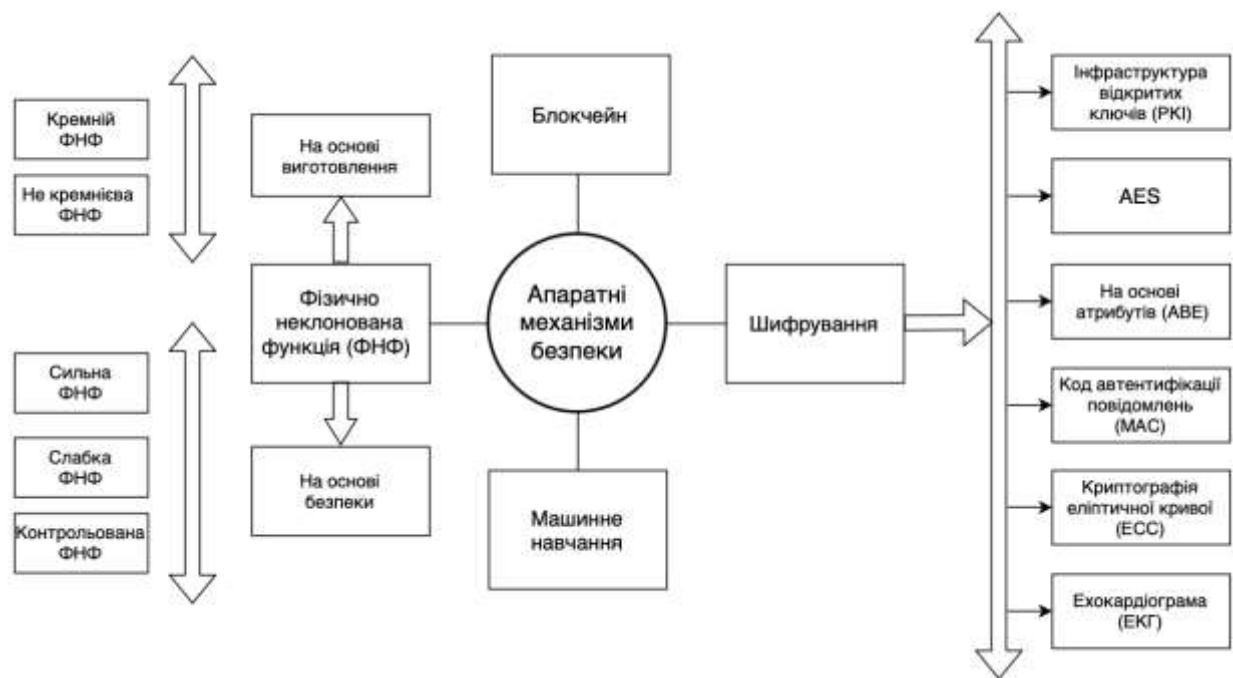 Кремній
ФНФ
Не кремнієва
ФНФ
Сильна
ФНФ
Слабка
ФНФ
Контрольована
ФНФ
На основі
виготовлення
Фізично
неклонована
функція (ФНФ)
На основі
безпеки
Блокчейн
Апаратні
механізми
безпеки
Машинне
навчання
Шифрування
Інфраструктура
відкритих
ключів (PKI)
AES
На основі
атрибутів (ABE)
Код автентифікації
повідомлень
(MAC)
Криптографія
еліптичної кривої
(ECC)
Ехокардіограма
(ЕКГ)